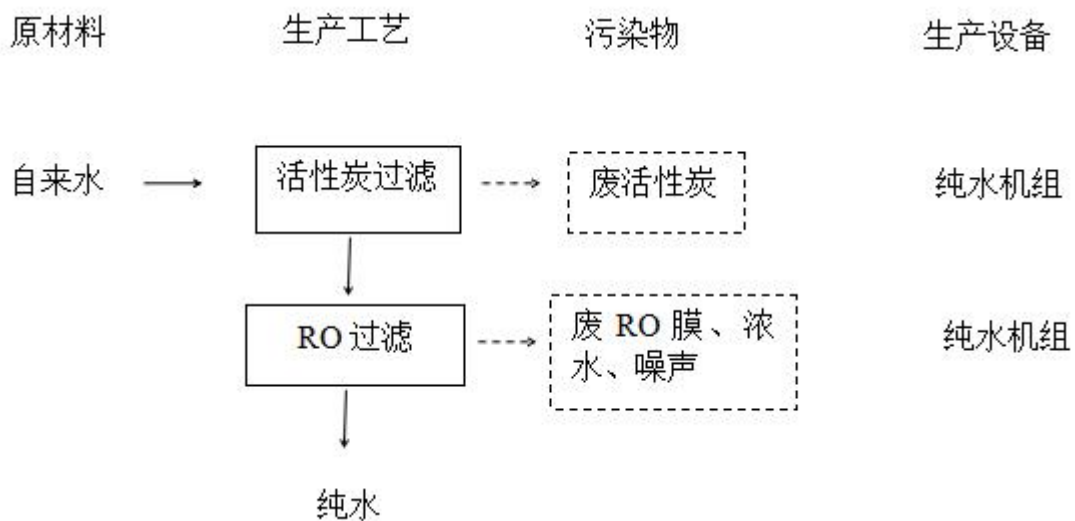 原材料 生产工艺 污染物 生产设备
自来水 活性炭过滤 废活性炭 纯水机组
RO 过滤 废 RO 膜、浓 纯水机组
水、噪声
纯水